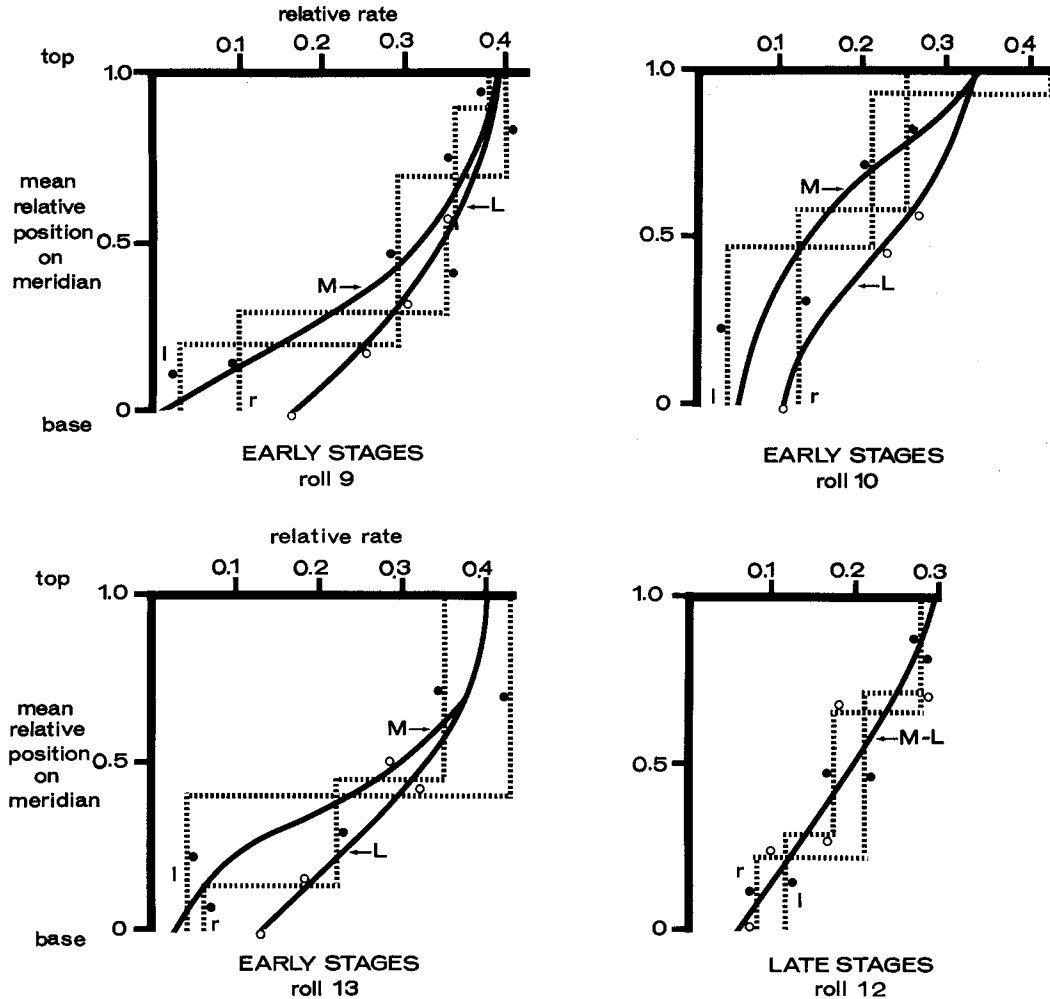 relative rate
0.1 0.2 0.3 0.4
top
1.0
mean
relative
position
on
meridian
0.5
0
base
M
L
l
r
EARLY STAGES
roll 9
0.1 0.2 0.3 0.4
1.0
0.5
0
M
L
l
r
EARLY STAGES
roll 10
relative rate
0.1 0.2 0.3 0.4
top
1.0
mean
relative
position
on
meridian
0.5
0
base
M
L
l
r
EARLY STAGES
roll 13
0.1 0.2 0.3
1.0
0.5
0
M-L
r
l
LATE STAGES
roll 12